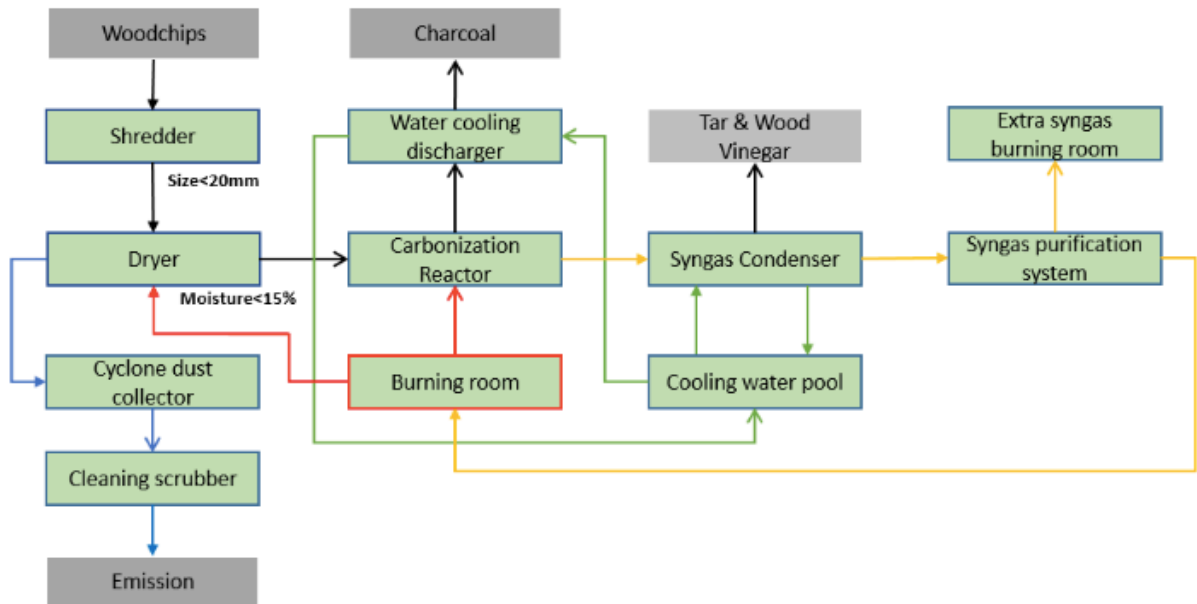 Woodchips
Charcoal
Shredder
Water cooling
discharger
Tar & Wood
Vinegar
Extra syngas
burning room
Size<20mm
Dryer
Carbonization
Reactor
Syngas Condenser
Syngas purification
system
Moisture<15%
Cyclone dust
collector
Burning room
Cooling water pool
Cleaning scrubber
Emission